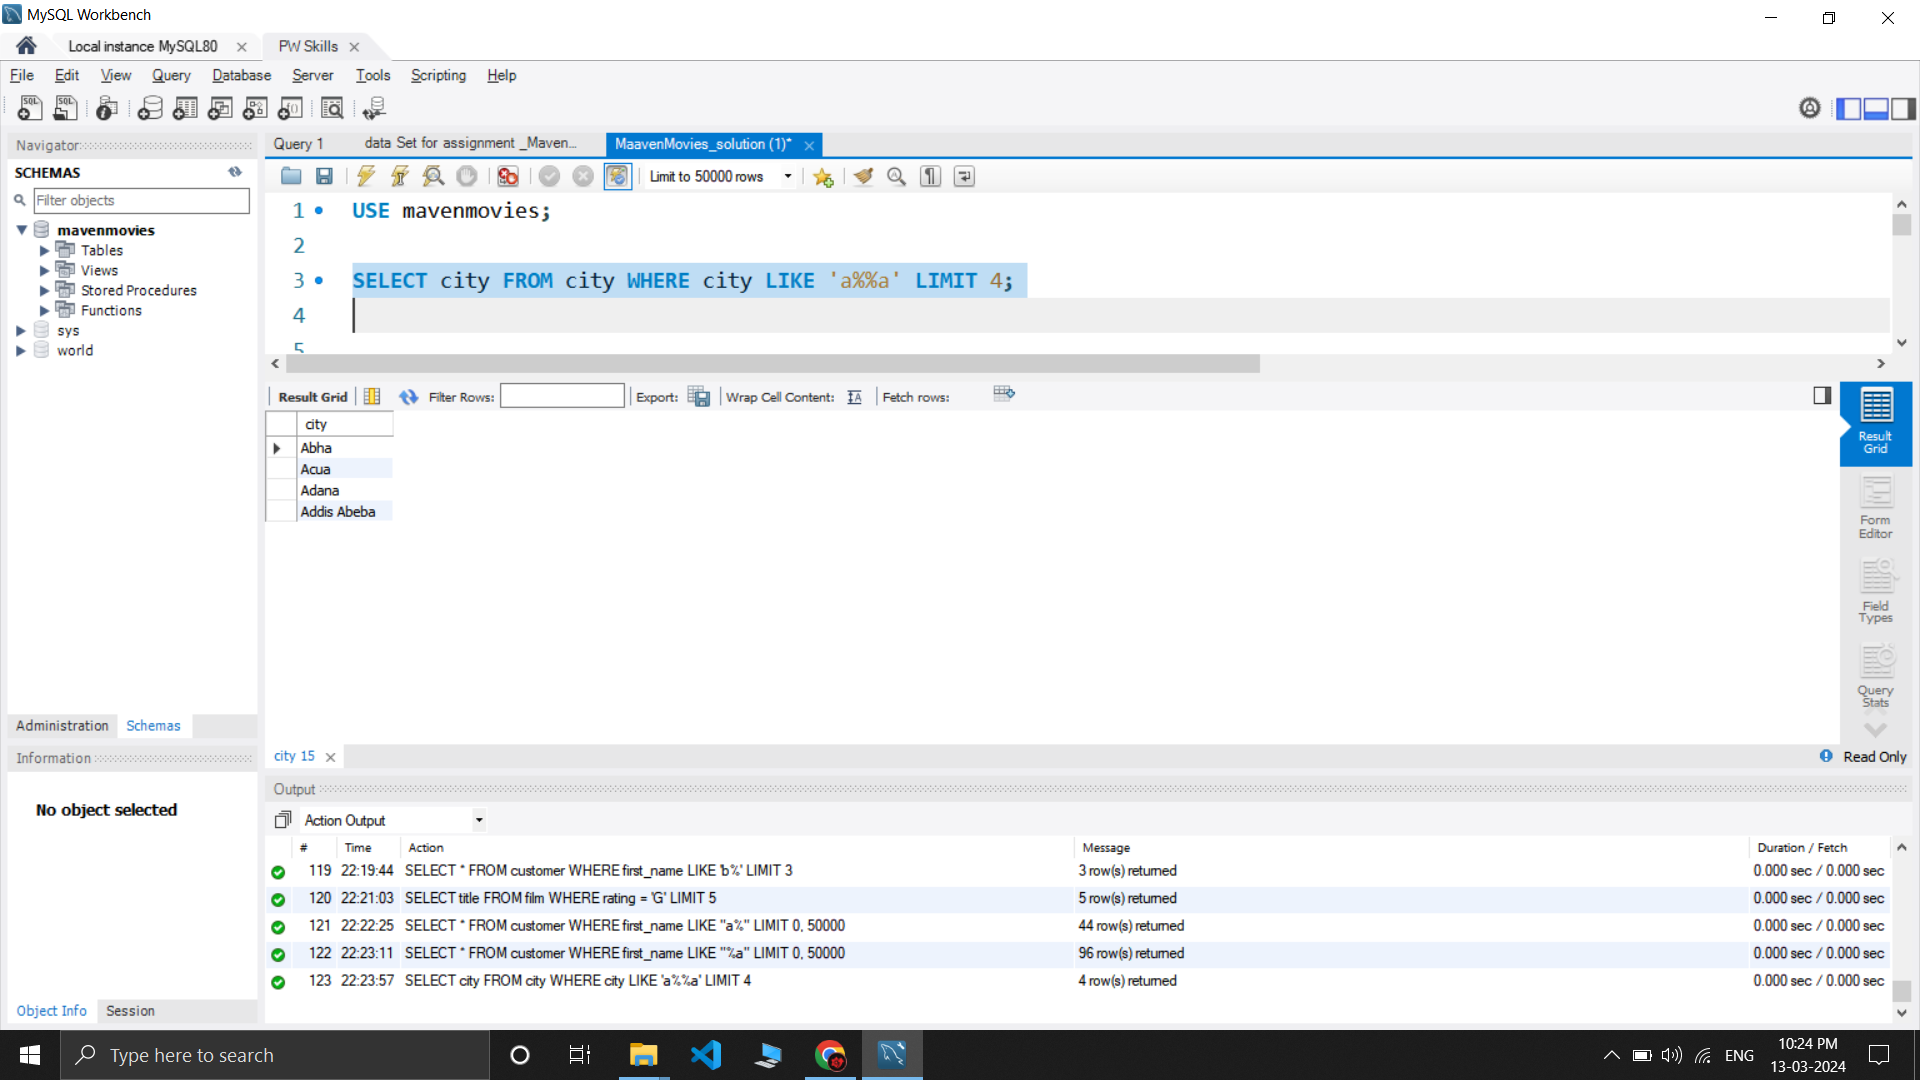 MySQL Workbench
Local instance MySQL80
PW Skills
File Edit View Query Database Server Tools Scripting Help
Navigator
SCHEMAS
Filter objects
mavenmovies
Tables
Views
Stored Procedures
Functions
sys
world
Administration Schemas
Information
No object selected
Object Info Session
Query 1
data Set for assignment _Maven...
MaavenMovies_solution (1)*
Limit to 50000 rows
1 USE mavenmovies;
2
3 SELECT city FROM city WHERE city LIKE 'a%%a' LIMIT 4;
4
5
Result Grid Filter Rows: Export: Wrap Cell Content: Fetch rows:
city
Abha
Acua
Adana
Addis Abeba
Result
Grid
Form
Editor
Field
Types
Query
Stats
city 15
Read Only
Output
Action Output
# Time Action Message Duration / Fetch
119 22:19:44 SELECT * FROM customer WHERE first_name LIKE 'b%' LIMIT 3 3 row(s) returned 0.000 sec / 0.000 sec
120 22:21:03 SELECT title FROM film WHERE rating = 'G' LIMIT 5 5 row(s) returned 0.000 sec / 0.000 sec
121 22:22:25 SELECT * FROM customer WHERE first_name LIKE "a%" LIMIT 0, 50000 44 row(s) returned 0.000 sec / 0.000 sec
122 22:23:11 SELECT * FROM customer WHERE first_name LIKE "%a" LIMIT 0, 50000 96 row(s) returned 0.000 sec / 0.000 sec
123 22:23:57 SELECT city FROM city WHERE city LIKE 'a%%a' LIMIT 4 4 row(s) returned 0.000 sec / 0.000 sec
Type here to search
ENG
10:24 PM
13-03-2024